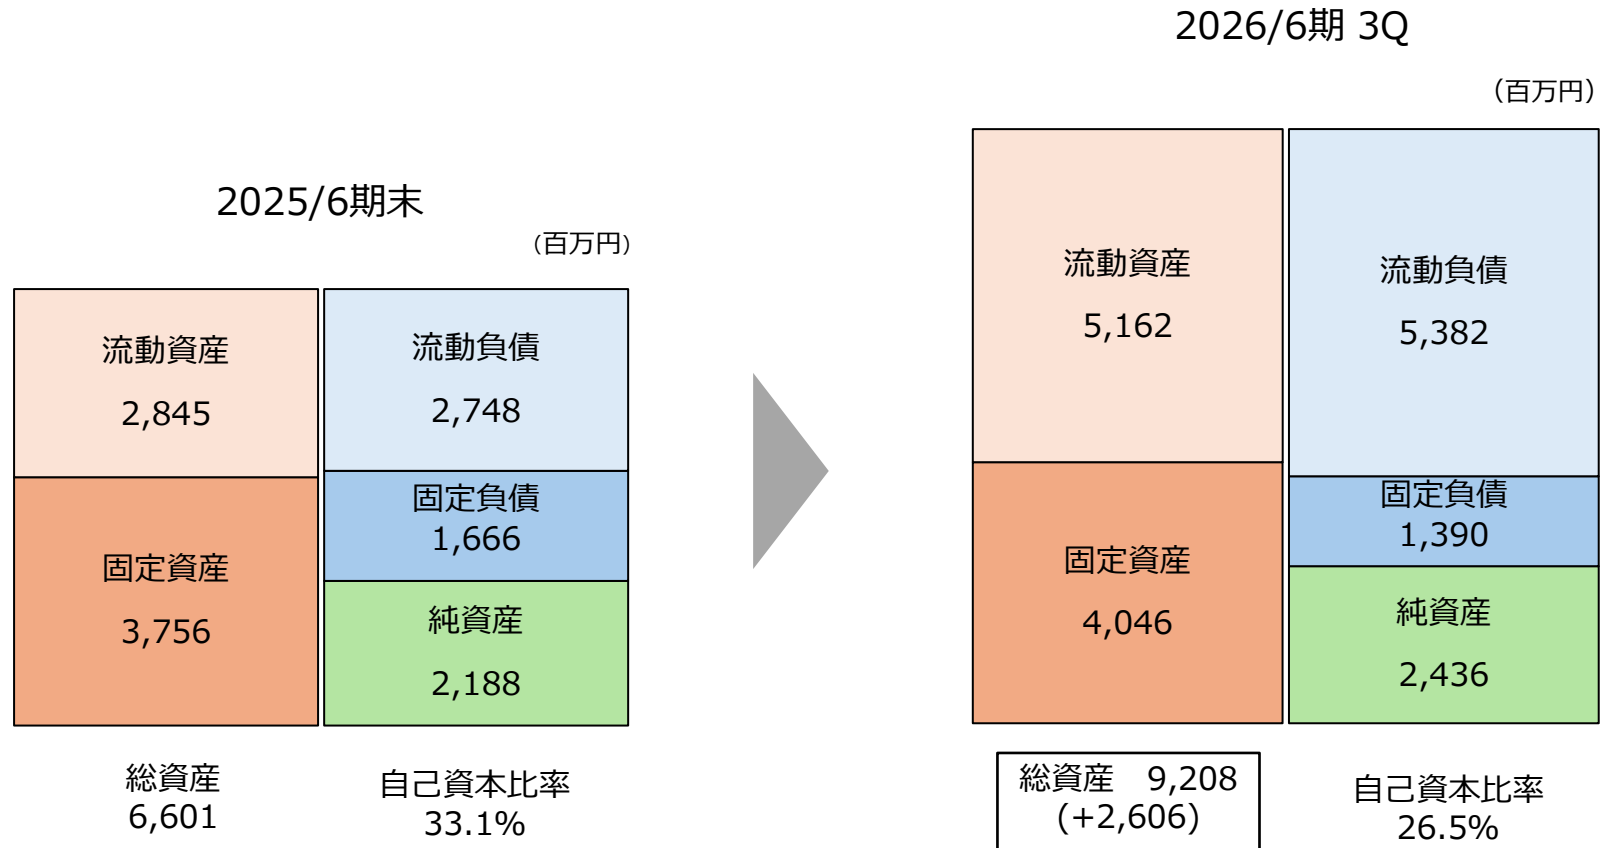 2025/6期末
(百万円)
流動資産
2,845
固定資産
3,756
流動負債
2,748
固定負債
1,666
純資産
2,188
総資産
6,601
自己資本比率
33.1%
2026/6期 3Q
(百万円)
流動資産
5,162
固定資産
4,046
流動負債
5,382
固定負債
1,390
純資産
2,436
総資産　9,208
(+2,606)
自己資本比率
26.5%